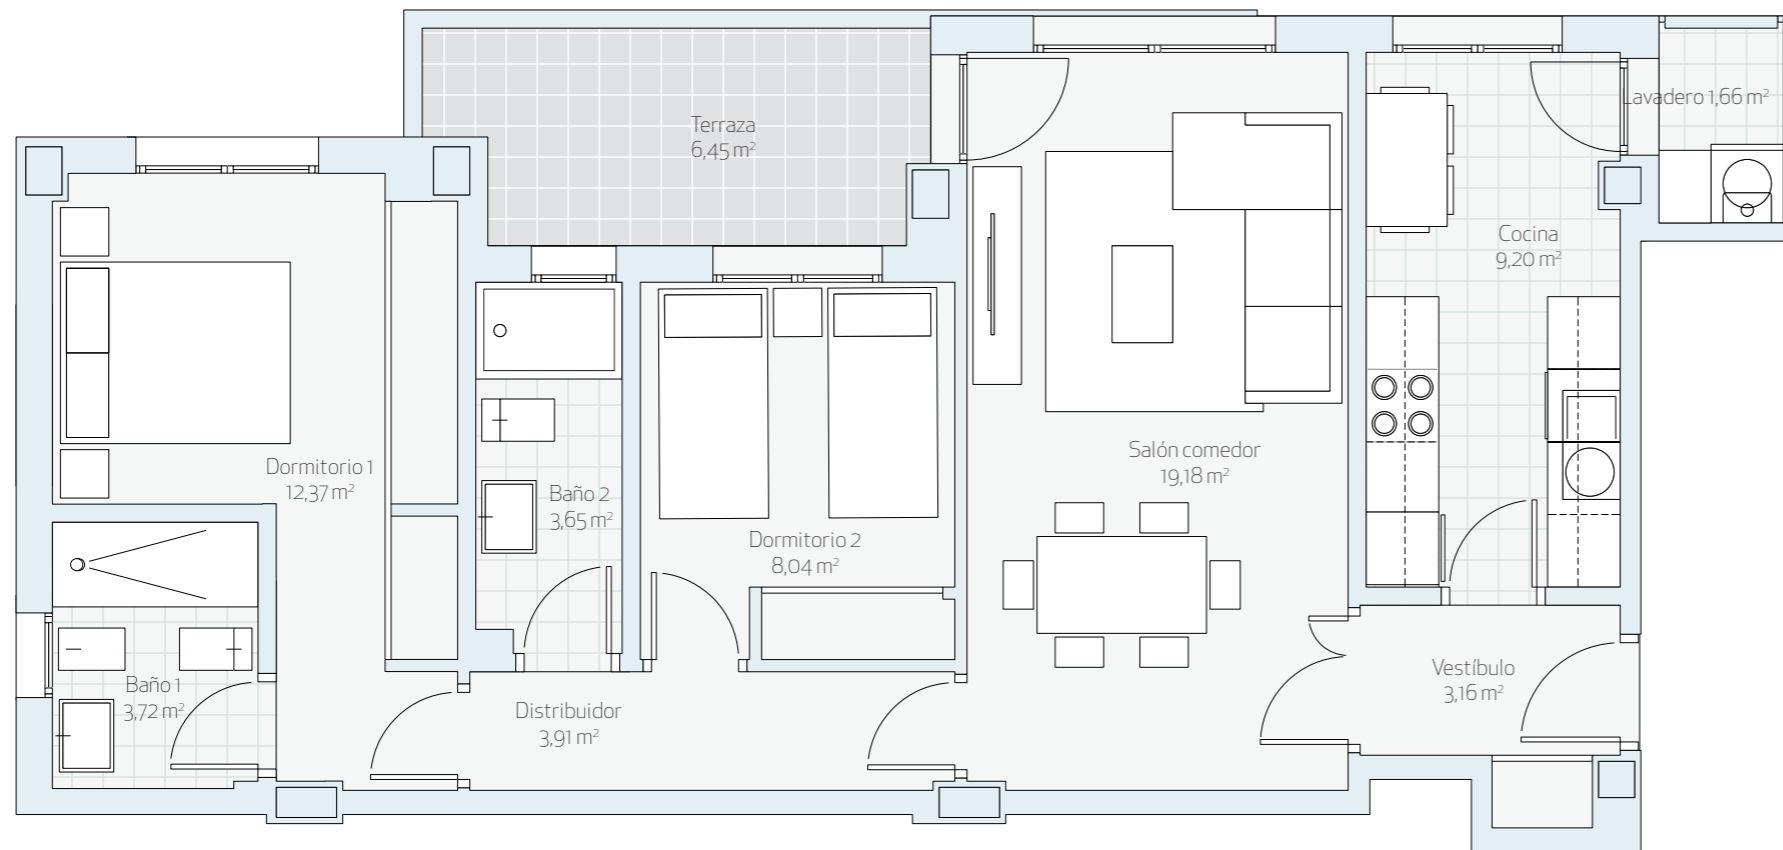 Terraza
6,45 m²
Lavadero 1,66 m²
Cocina
9,20 m²
Dormitorio 1
12,37 m²
Baño 2
3,65 m²
Dormitorio 2
8,04 m²
Salón comedor
19,18 m²
Baño 1
3,72 m²
Distribuidor
3,91 m²
Vestíbulo
3,16 m²